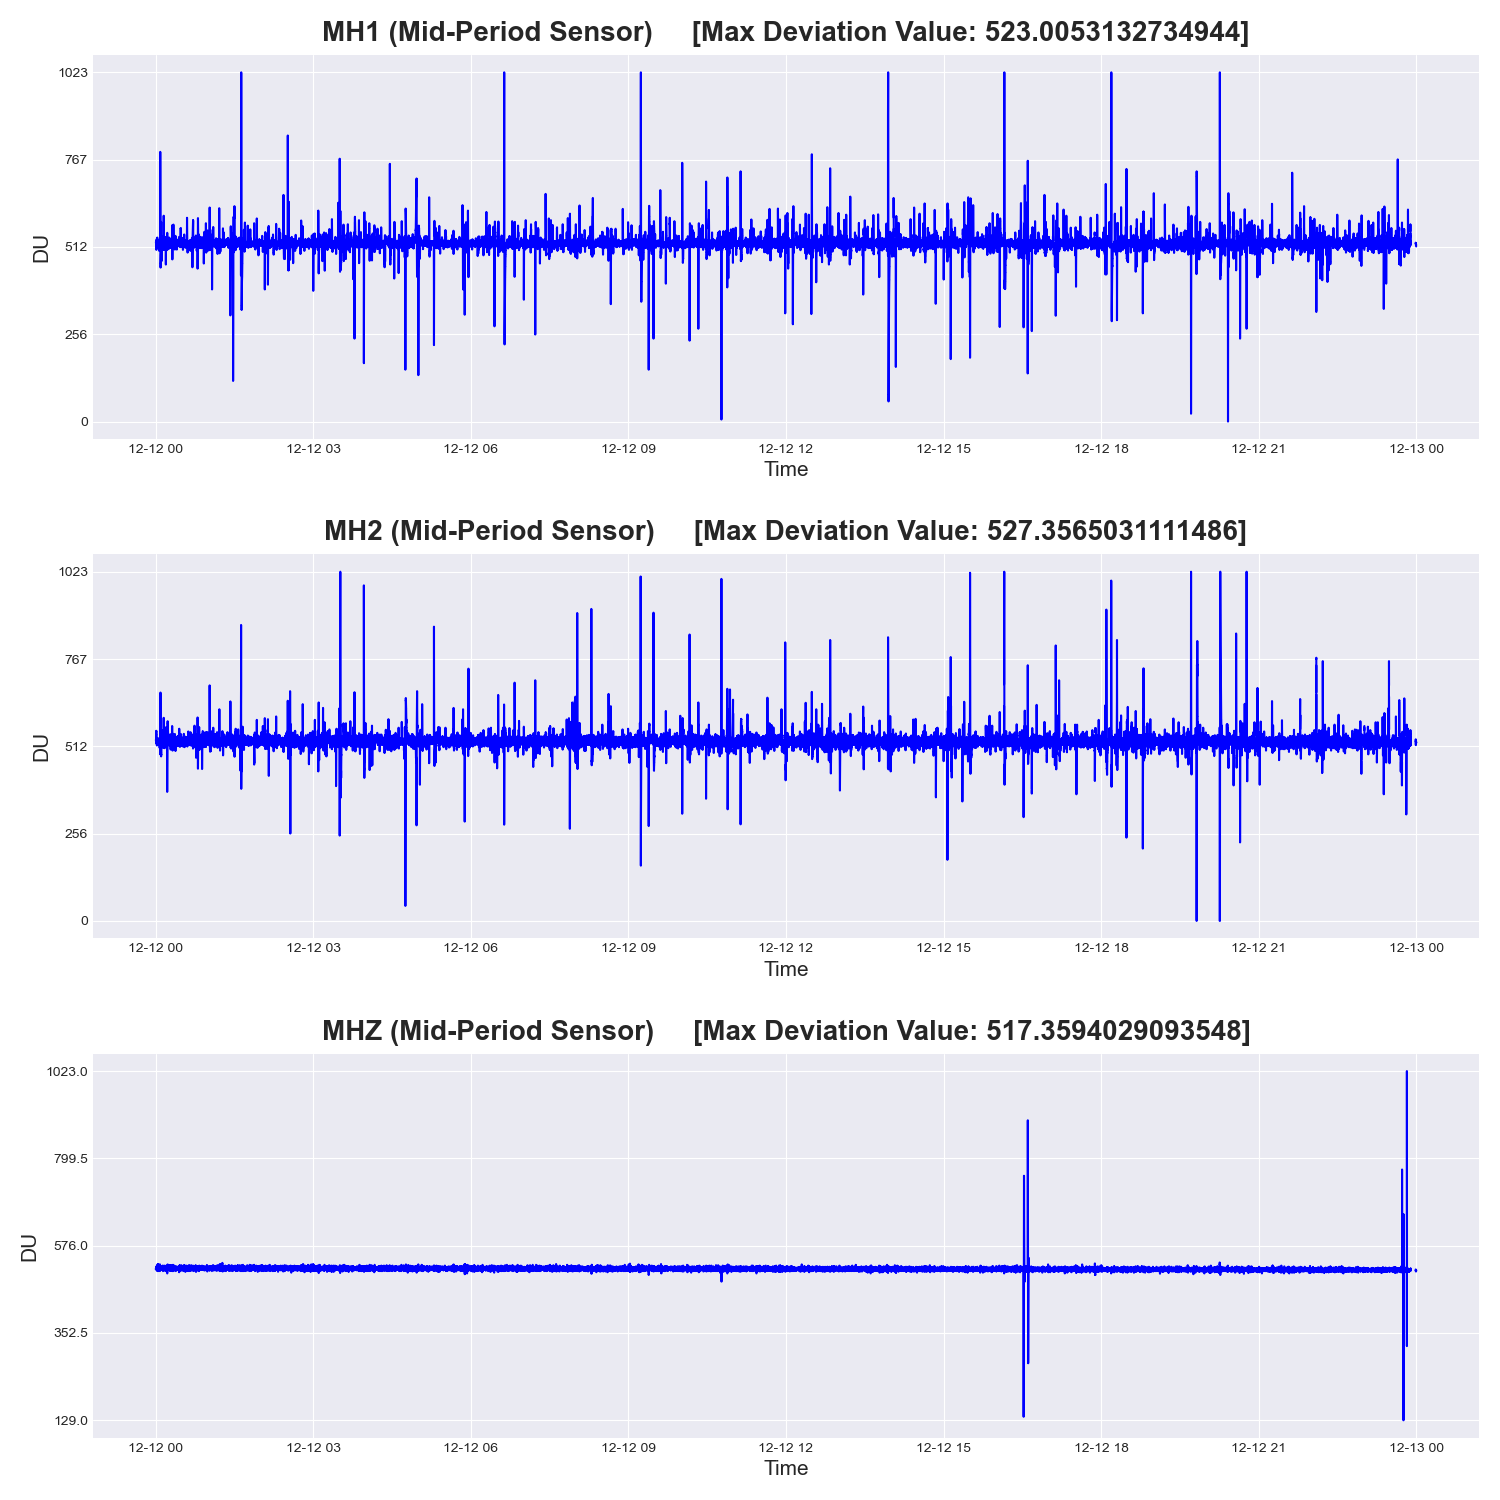 MH1 (Mid-Period Sensor) [Max Deviation Value: 523.0053132734944]
1023
767
512
256
0
DU
12-12 00 12-12 03 12-12 06 12-12 09 12-12 12 12-12 15 12-12 18 12-12 21 12-13 00
Time
MH2 (Mid-Period Sensor) [Max Deviation Value: 527.3565031111486]
1023
767
512
256
0
DU
12-12 00 12-12 03 12-12 06 12-12 09 12-12 12 12-12 15 12-12 18 12-12 21 12-13 00
Time
MHZ (Mid-Period Sensor) [Max Deviation Value: 517.3594029093548]
1023.0
799.5
576.0
352.5
129.0
DU
12-12 00 12-12 03 12-12 06 12-12 09 12-12 12 12-12 15 12-12 18 12-12 21 12-13 00
Time